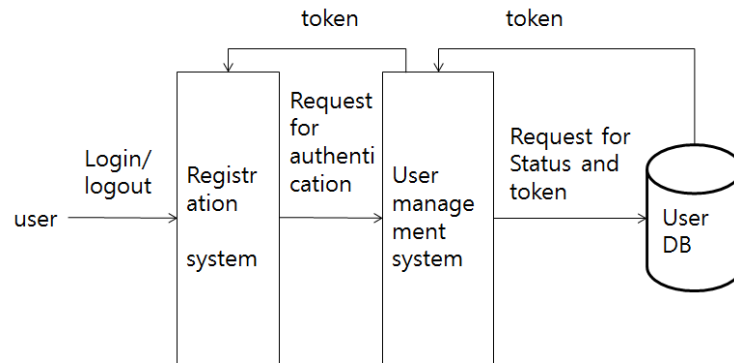 token
token
Request
for
authenti
cation
Request for
Status and
token
Login/
logout
user
Registr
ation
system
User
manage
ment
system
User
DB